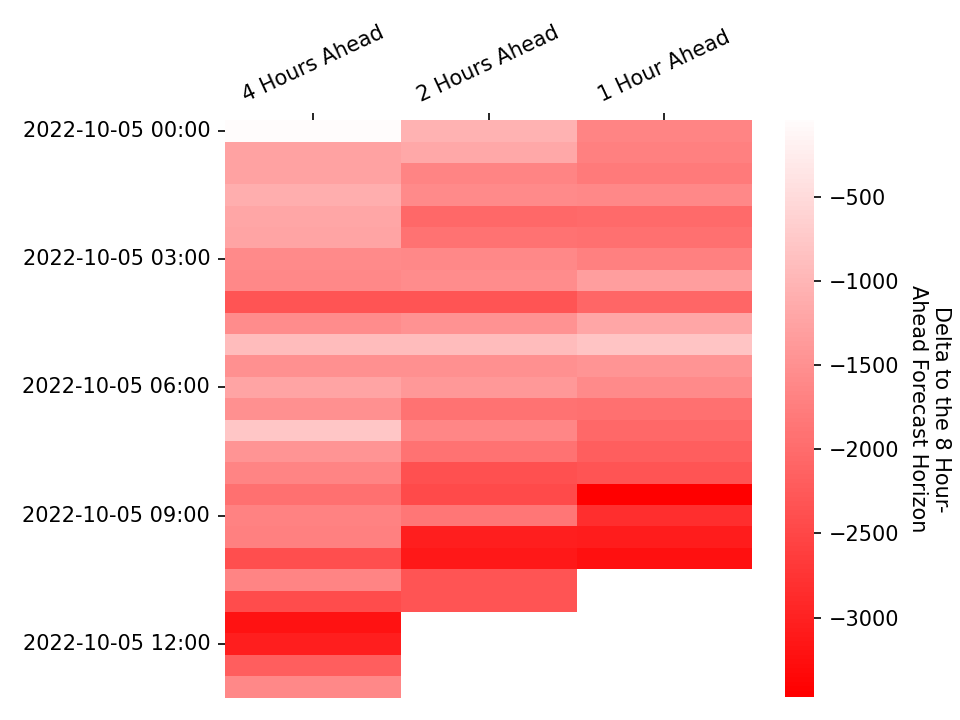 4 Hours Ahead
2 Hours Ahead
1 Hour Ahead
2022-10-05 00:00
2022-10-05 03:00
2022-10-05 06:00
2022-10-05 09:00
2022-10-05 12:00
−500
−1000
−1500
−2000
−2500
−3000
Delta to the 8 Hour-
Ahead Forecast Horizon